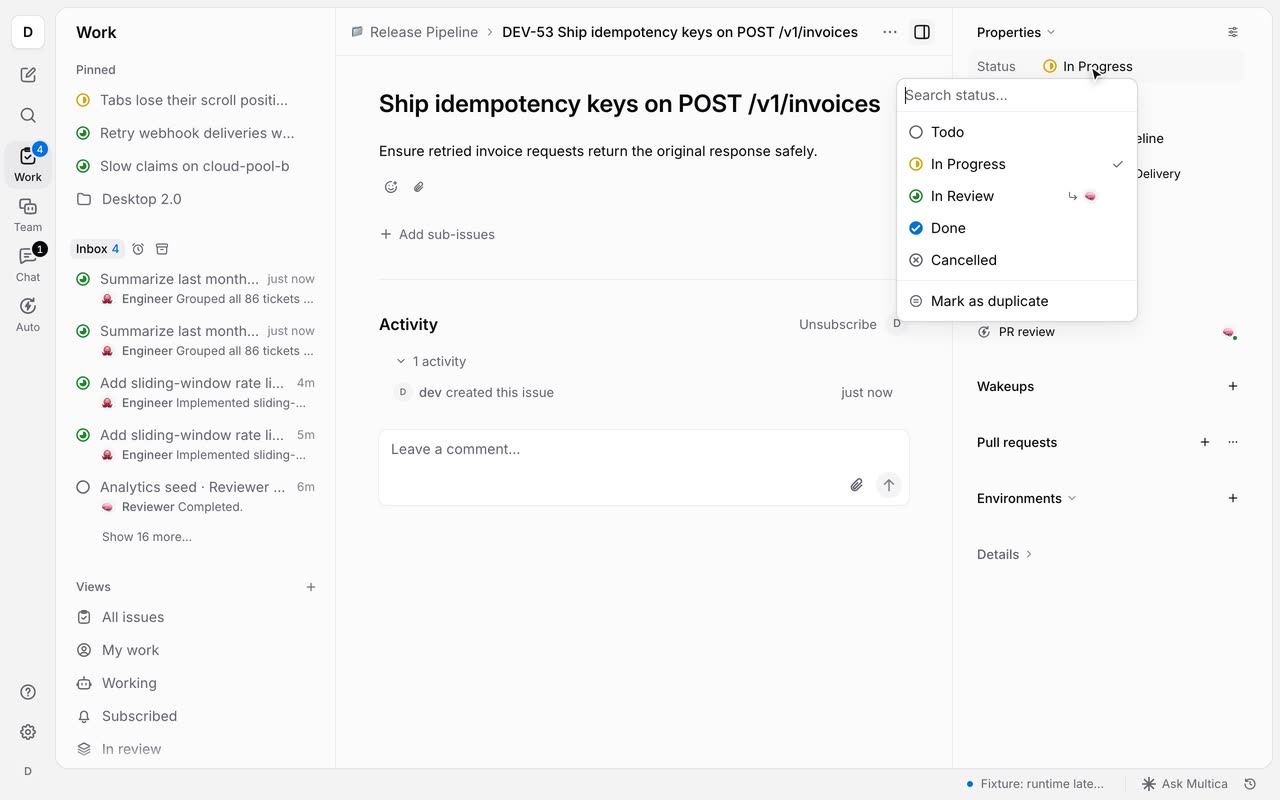 D
4
Work
Team
1
Chat
Auto
D
Work
Pinned
Tabs lose their scroll positi...
Retry webhook deliveries w...
Slow claims on cloud-pool-b
Desktop 2.0
Inbox 4
Summarize last month... just now
Engineer Grouped all 86 tickets ...
Summarize last month... just now
Engineer Grouped all 86 tickets ...
Add sliding-window rate li... 4m
Engineer Implemented sliding-...
Add sliding-window rate li... 5m
Engineer Implemented sliding-...
Analytics seed · Reviewer ... 6m
Reviewer Completed.
Show 16 more...
Views
All issues
My work
Working
Subscribed
In review
Release Pipeline > DEV-53 Ship idempotency keys on POST /v1/invoices
Ship idempotency keys on POST /v1/invoices
Ensure retried invoice requests return the original response safely.
Add sub-issues
Activity
Unsubscribe D
1 activity
D dev created this issue just now
Leave a comment...
Properties
Status In Progress
Search status...
Todo
In Progress
In Review
Done
Cancelled
Mark as duplicate
eline
Delivery
PR review
Wakeups
Pull requests
Environments
Details
Fixture: runtime late...
Ask Multica